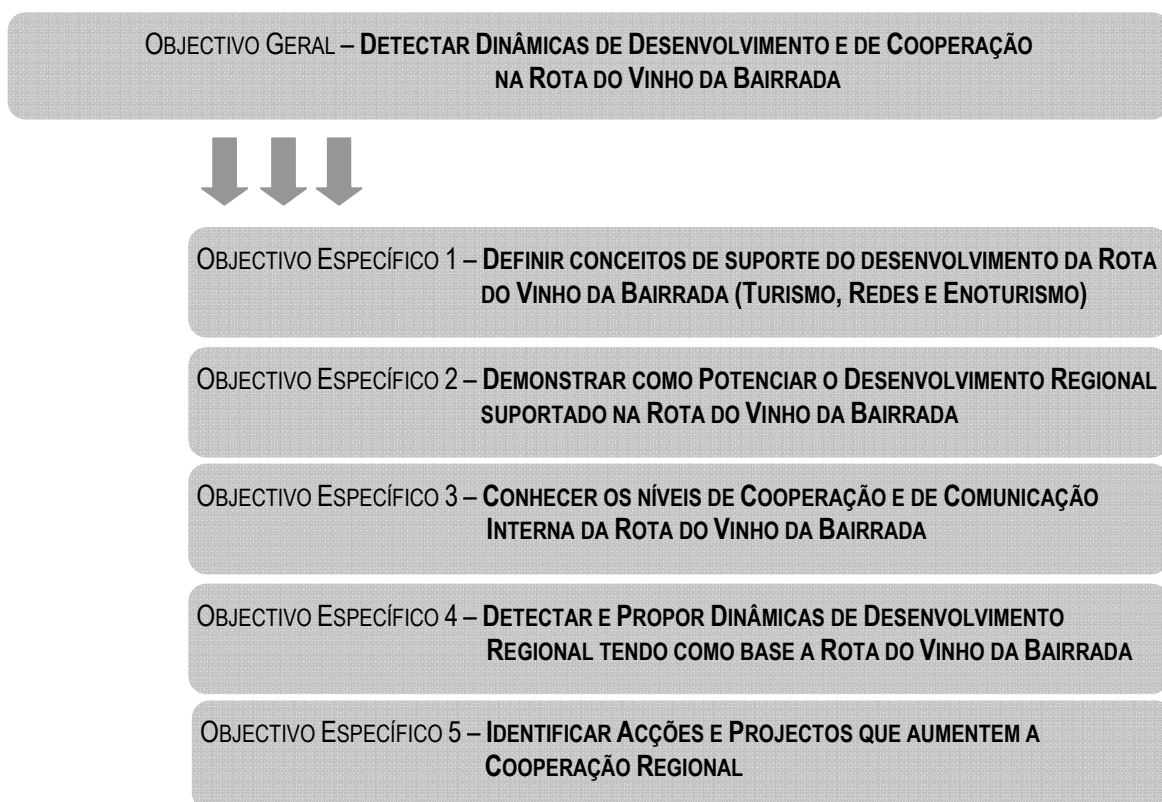 OBJECTIVO GERAL – DETECTAR DINÂMICAS DE DESENVOLVIMENTO E DE COOPERAÇÃO
NA ROTA DO VINHO DA BAIRRADA
OBJECTIVO ESPECÍFICO 1 – DEFINIR CONCEITOS DE SUPORTE DO DESENVOLVIMENTO DA ROTA
DO VINHO DA BAIRRADA (TURISMO, REDES E ENOTURISMO)
OBJECTIVO ESPECÍFICO 2 – DEMONSTRAR COMO POTENCIAR O DESENVOLVIMENTO REGIONAL
SUPORTADO NA ROTA DO VINHO DA BAIRRADA
OBJECTIVO ESPECÍFICO 3 – CONHECER OS NÍVEIS DE COOPERAÇÃO E DE COMUNICAÇÃO
INTERNA DA ROTA DO VINHO DA BAIRRADA
OBJECTIVO ESPECÍFICO 4 – DETECTAR E PROPOR DINÂMICAS DE DESENVOLVIMENTO
REGIONAL TENDO COMO BASE A ROTA DO VINHO DA BAIRRADA
OBJECTIVO ESPECÍFICO 5 – IDENTIFICAR ACÇÕES E PROJECTOS QUE AUMENTEM A
COOPERAÇÃO REGIONAL